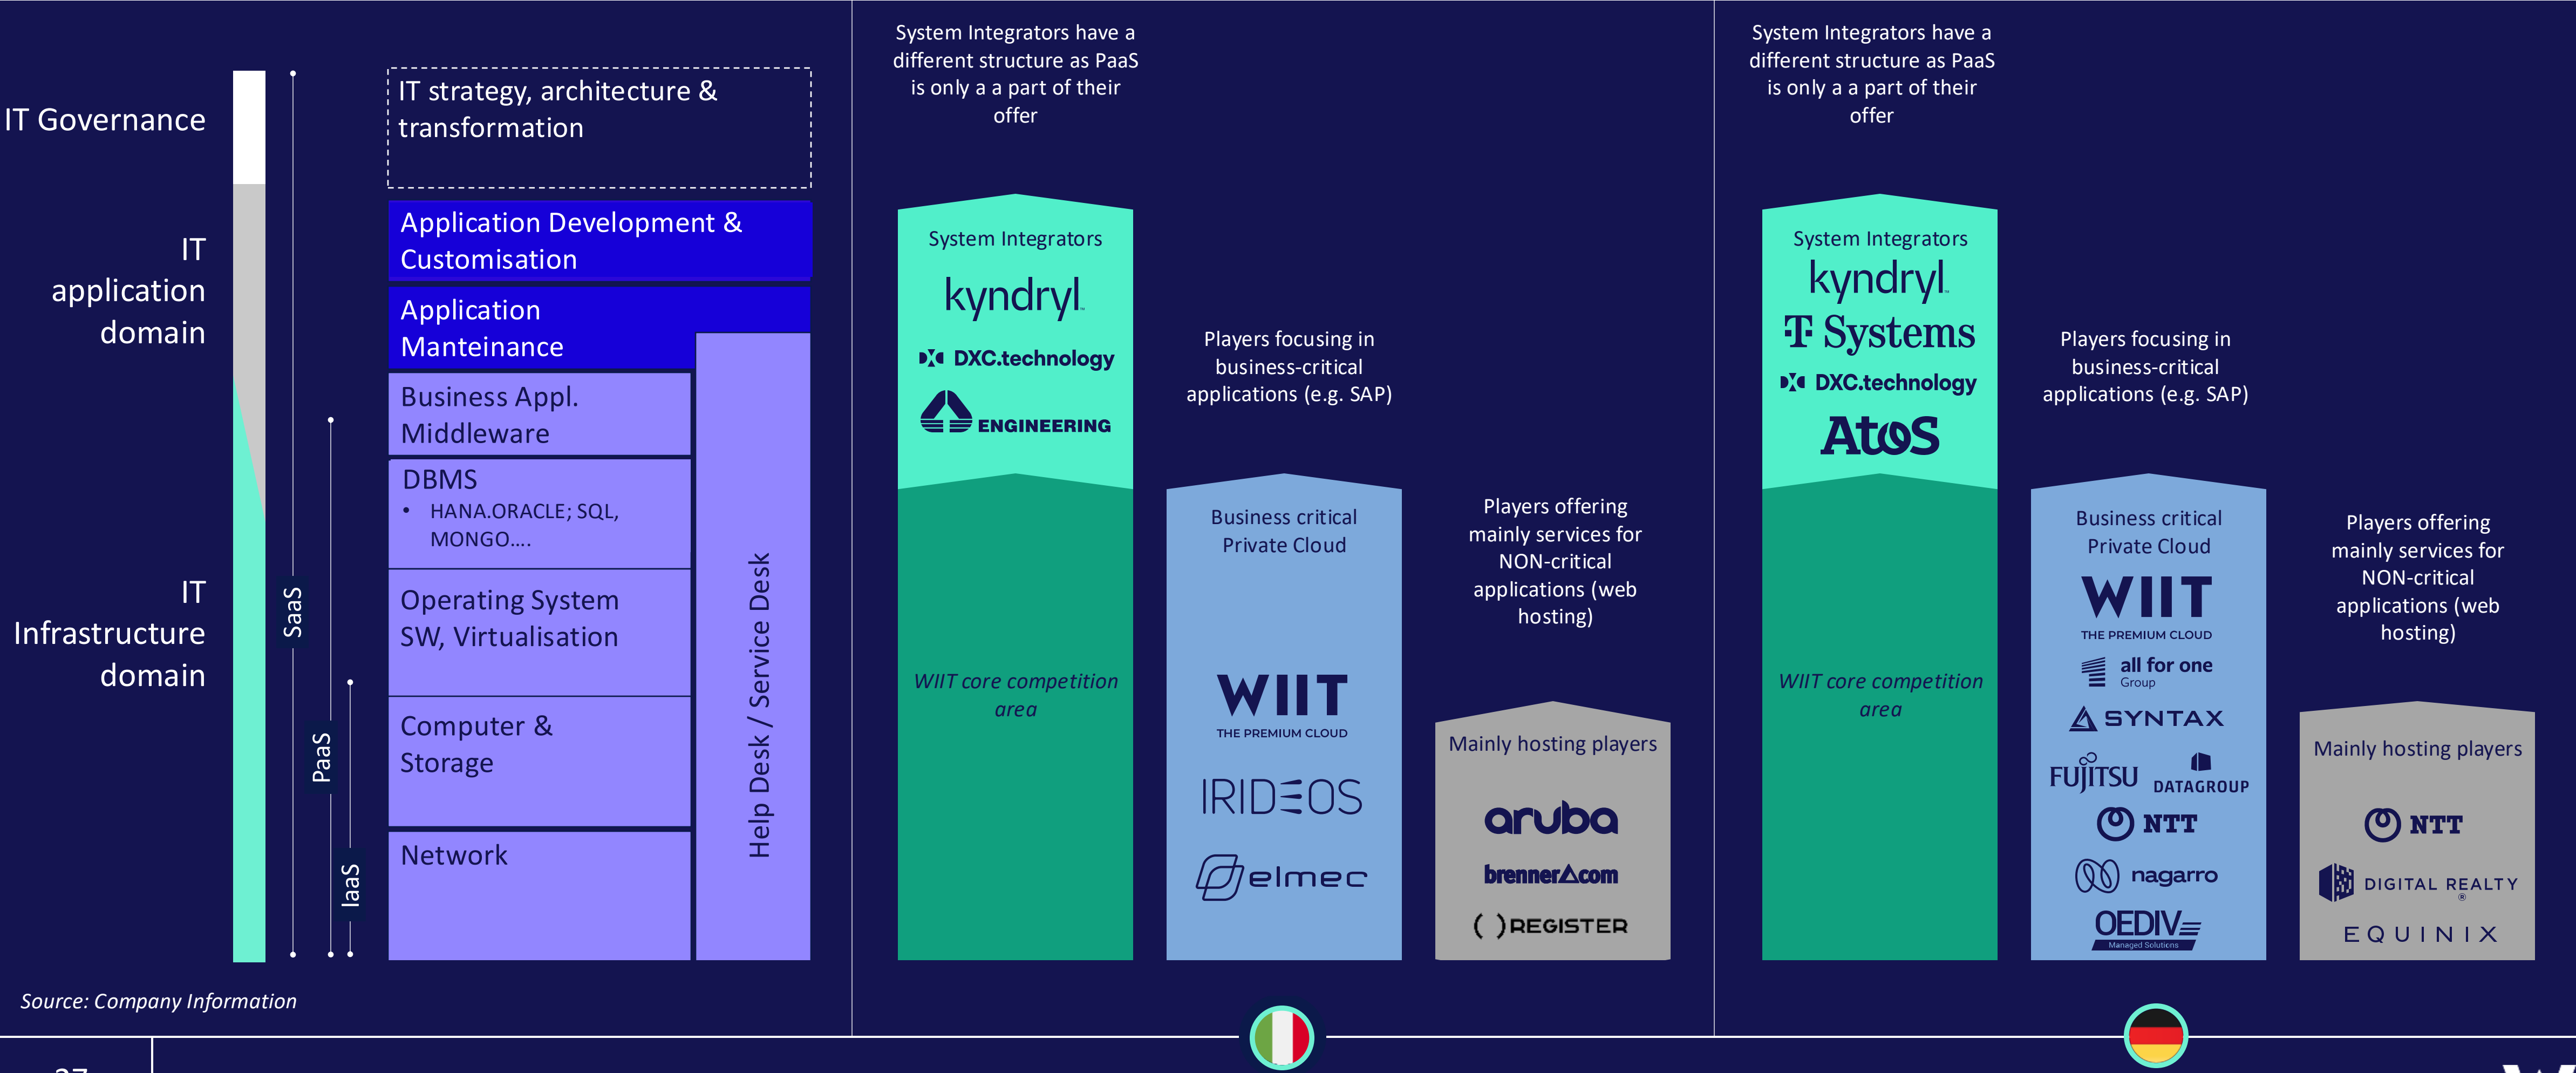 IT Governance
IT
application
domain
IT
Infrastructure
domain
SaaS
PaaS
IaaS
IT strategy, architecture &
transformation
Application Development &
Customisation
Application
Manteinance
Business Appl.
Middleware
DBMS
• HANA.ORACLE; SQL,
MONGO....
Operating System
SW, Virtualisation
Computer &
Storage
Network
Help Desk / Service Desk
Source: Company Information
System Integrators have a
different structure as PaaS
is only a a part of their
offer
System Integrators
kyndryl
DXC.technology
ENGINEERING
WIIT core competition
area
Players focusing in
business-critical
applications (e.g. SAP)
Business critical
Private Cloud
WIIT
THE PREMIUM CLOUD
IRIDEOS
elmec
Players offering
mainly services for
NON-critical
applications (web
hosting)
Mainly hosting players
aruba
brennercom
( ) REGISTER
System Integrators have a
different structure as PaaS
is only a a part of their
offer
System Integrators
kyndryl
T Systems
DXC.technology
Atos
WIIT core competition
area
Players focusing in
business-critical
applications (e.g. SAP)
Business critical
Private Cloud
WIIT
THE PREMIUM CLOUD
all for one
Group
SYNTAX
FUJITSU
DATAGROUP
NTT
nagarro
OEDIV
Managed Solutions
Players offering
mainly services for
NON-critical
applications (web
hosting)
Mainly hosting players
NTT
DIGITAL REALTY
®
EQUINIX